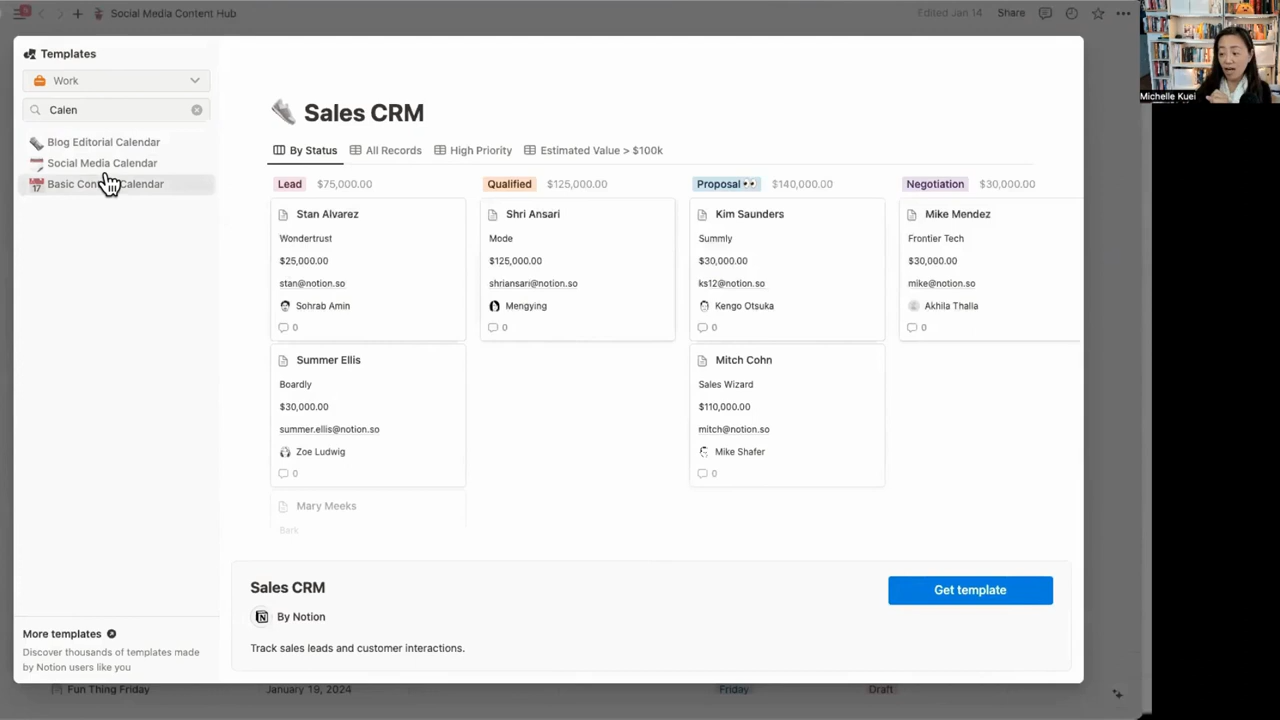 Social Media Content Hub
Edited Jan 14
Share
Michelle Kuei
Templates
Work
Calen
Blog Editorial Calendar
Social Media Calendar
Basic Calendar
More templates
Discover thousands of templates made
by Notion users like you
Sales CRM
By Status
All Records
High Priority
Estimated Value > $100k
Lead $75,000.00
Stan Alvarez
Wondertrust
$25,000.00
stan@notion.so
Sohrab Amin
0
Summer Ellis
Boardly
$30,000.00
summer.ellis@notion.so
Zoe Ludwig
0
Mary Meeks
Bark
Qualified $125,000.00
Shri Ansari
Mode
$125,000.00
shriansari@notion.so
Mengying
0
Proposal👀 $140,000.00
Kim Saunders
Summly
$30,000.00
ks12@notion.so
Kengo Otsuka
0
Mitch Cohn
Sales Wizard
$110,000.00
mitch@notion.so
Mike Shafer
0
Negotiation $30,000.00
Mike Mendez
Frontier Tech
$30,000.00
mike@notion.so
Akhila Thalla
0
Sales CRM
By Notion
Track sales leads and customer interactions.
Get template
Fun Thing Friday
January 19, 2024
Friday
Draft